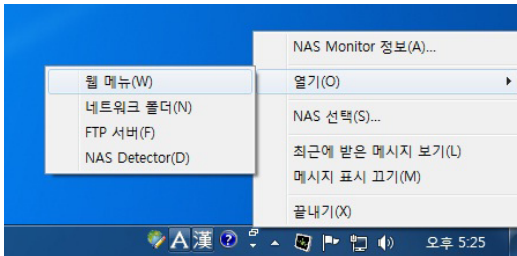 NAS Monitor 정보(A)...
열기(O)
NAS 선택(S)...
최근에 받은 메시지 보기(L)
메시지 표시 끄기(M)
끝내기(X)
웹 메뉴(W)
네트워크 폴더(N)
FTP 서버(F)
NAS Detector(D)
A 漢 ?
오후 5:25